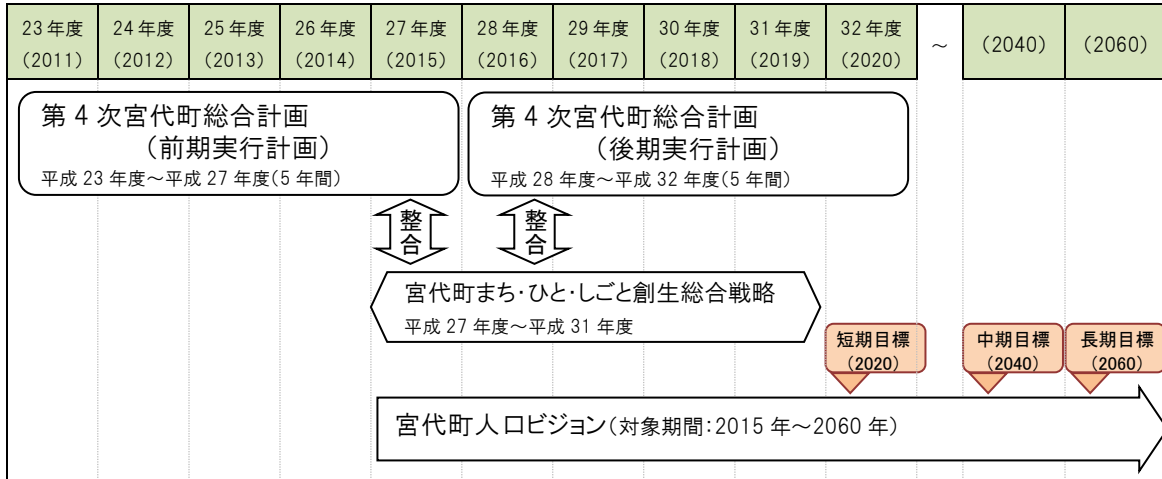 23年度 24年度 25年度 26年度 27年度 28年度 29年度 30年度 31年度 32年度 ～ (2040) (2060)
(2011) (2012) (2013) (2014) (2015) (2016) (2017) (2018) (2019) (2020)
第4次宮代町総合計画
(前期実行計画)
平成23年度～平成27年度(5年間)
第4次宮代町総合計画
(後期実行計画)
平成28年度～平成32年度(5年間)
整合
整合
宮代町まち・ひと・しごと創生総合戦略
平成27年度～平成31年度
短期目標
(2020)
中期目標
(2040)
長期目標
(2060)
宮代町人口ビジョン(対象期間:2015年～2060年)